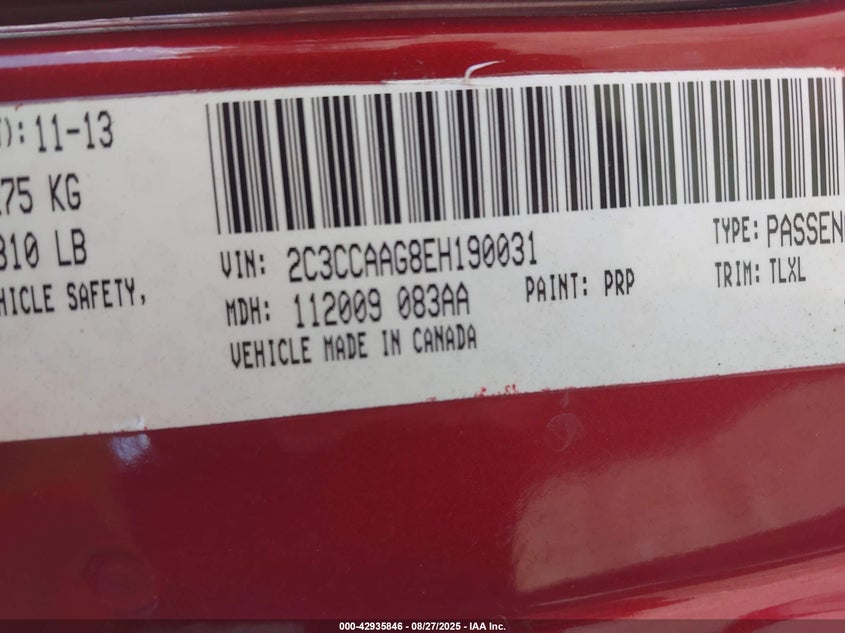 ): 11-13
75 KG
310 LB
HICLE SAFETY,
VIN: 2C3CCAAG8EH190031
TYPE: PASSEN
MDH: 112009 083AA
PAINT: PRP
TRIM: TLXL
VEHICLE MADE IN CANADA
000-42935846 - 08/27/2025 - IAA Inc.